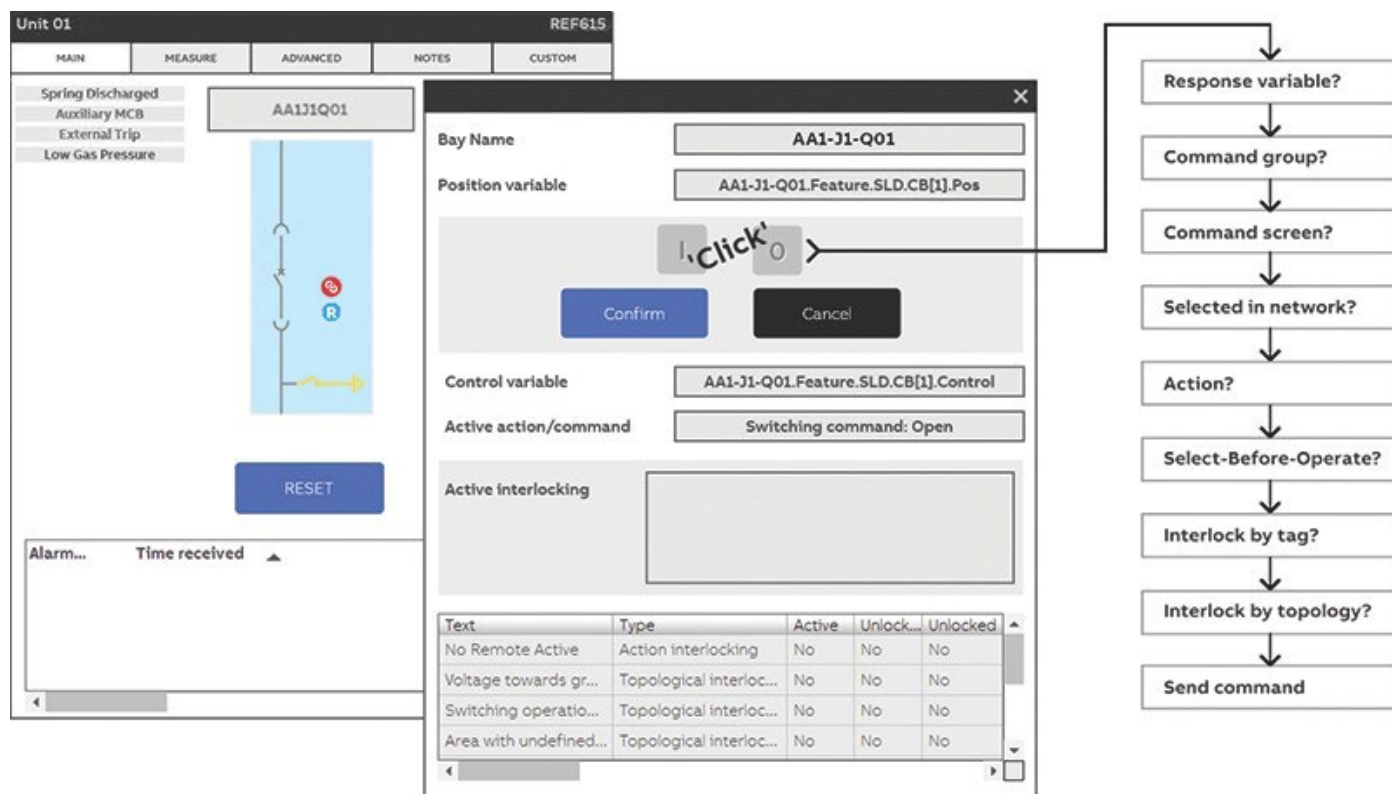 Unit 01 REF615
MAIN MEASURE ADVANCED NOTES CUSTOM
Spring Discharged
Auxiliary MCB
External Trip
Low Gas Pressure
AA1J1Q01
R
RESET
Alarm... Time received
Bay Name AA1-J1-Q01
Position variable AA1-J1-Q01.Feature.SLD.CB[1].Pos
I 'Click' O
Confirm Cancel
Control variable AA1-J1-Q01.Feature.SLD.CB[1].Control
Active action/command Switching command: Open
Active interlocking
Text Type Active Unlock... Unlocked
No Remote Active Action interlocking No No No
Voltage towards gr... Topological interloc... No No No
Switching operatio... Topological interloc... No No No
Area with undefined... Topological interloc... No No No
Response variable?
Command group?
Command screen?
Selected in network?
Action?
Select-Before-Operate?
Interlock by tag?
Interlock by topology?
Send command